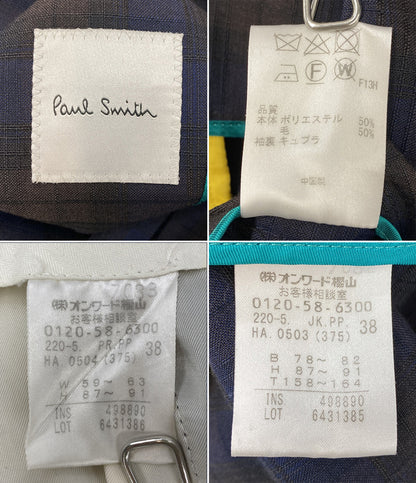 Paul Smith
F13H
品質
本体 ポリエステル 50%
毛 50%
袖裏 キュプラ
中国製
㈱オンワード樫山
お客様相談室
0120-58-6300
220-5. PR.PP. 38
HA. 0504 (375)
W 59～ 63
H 87～ 91
INS 498890
LOT 6431386
㈱オンワード樫山
お客様相談室
0120-58-6300
220-5. JK.PP. 38
HA. 0503 (375)
B 78～ 82
H 87～ 91
T 158～164
INS 498890
LOT 6431385